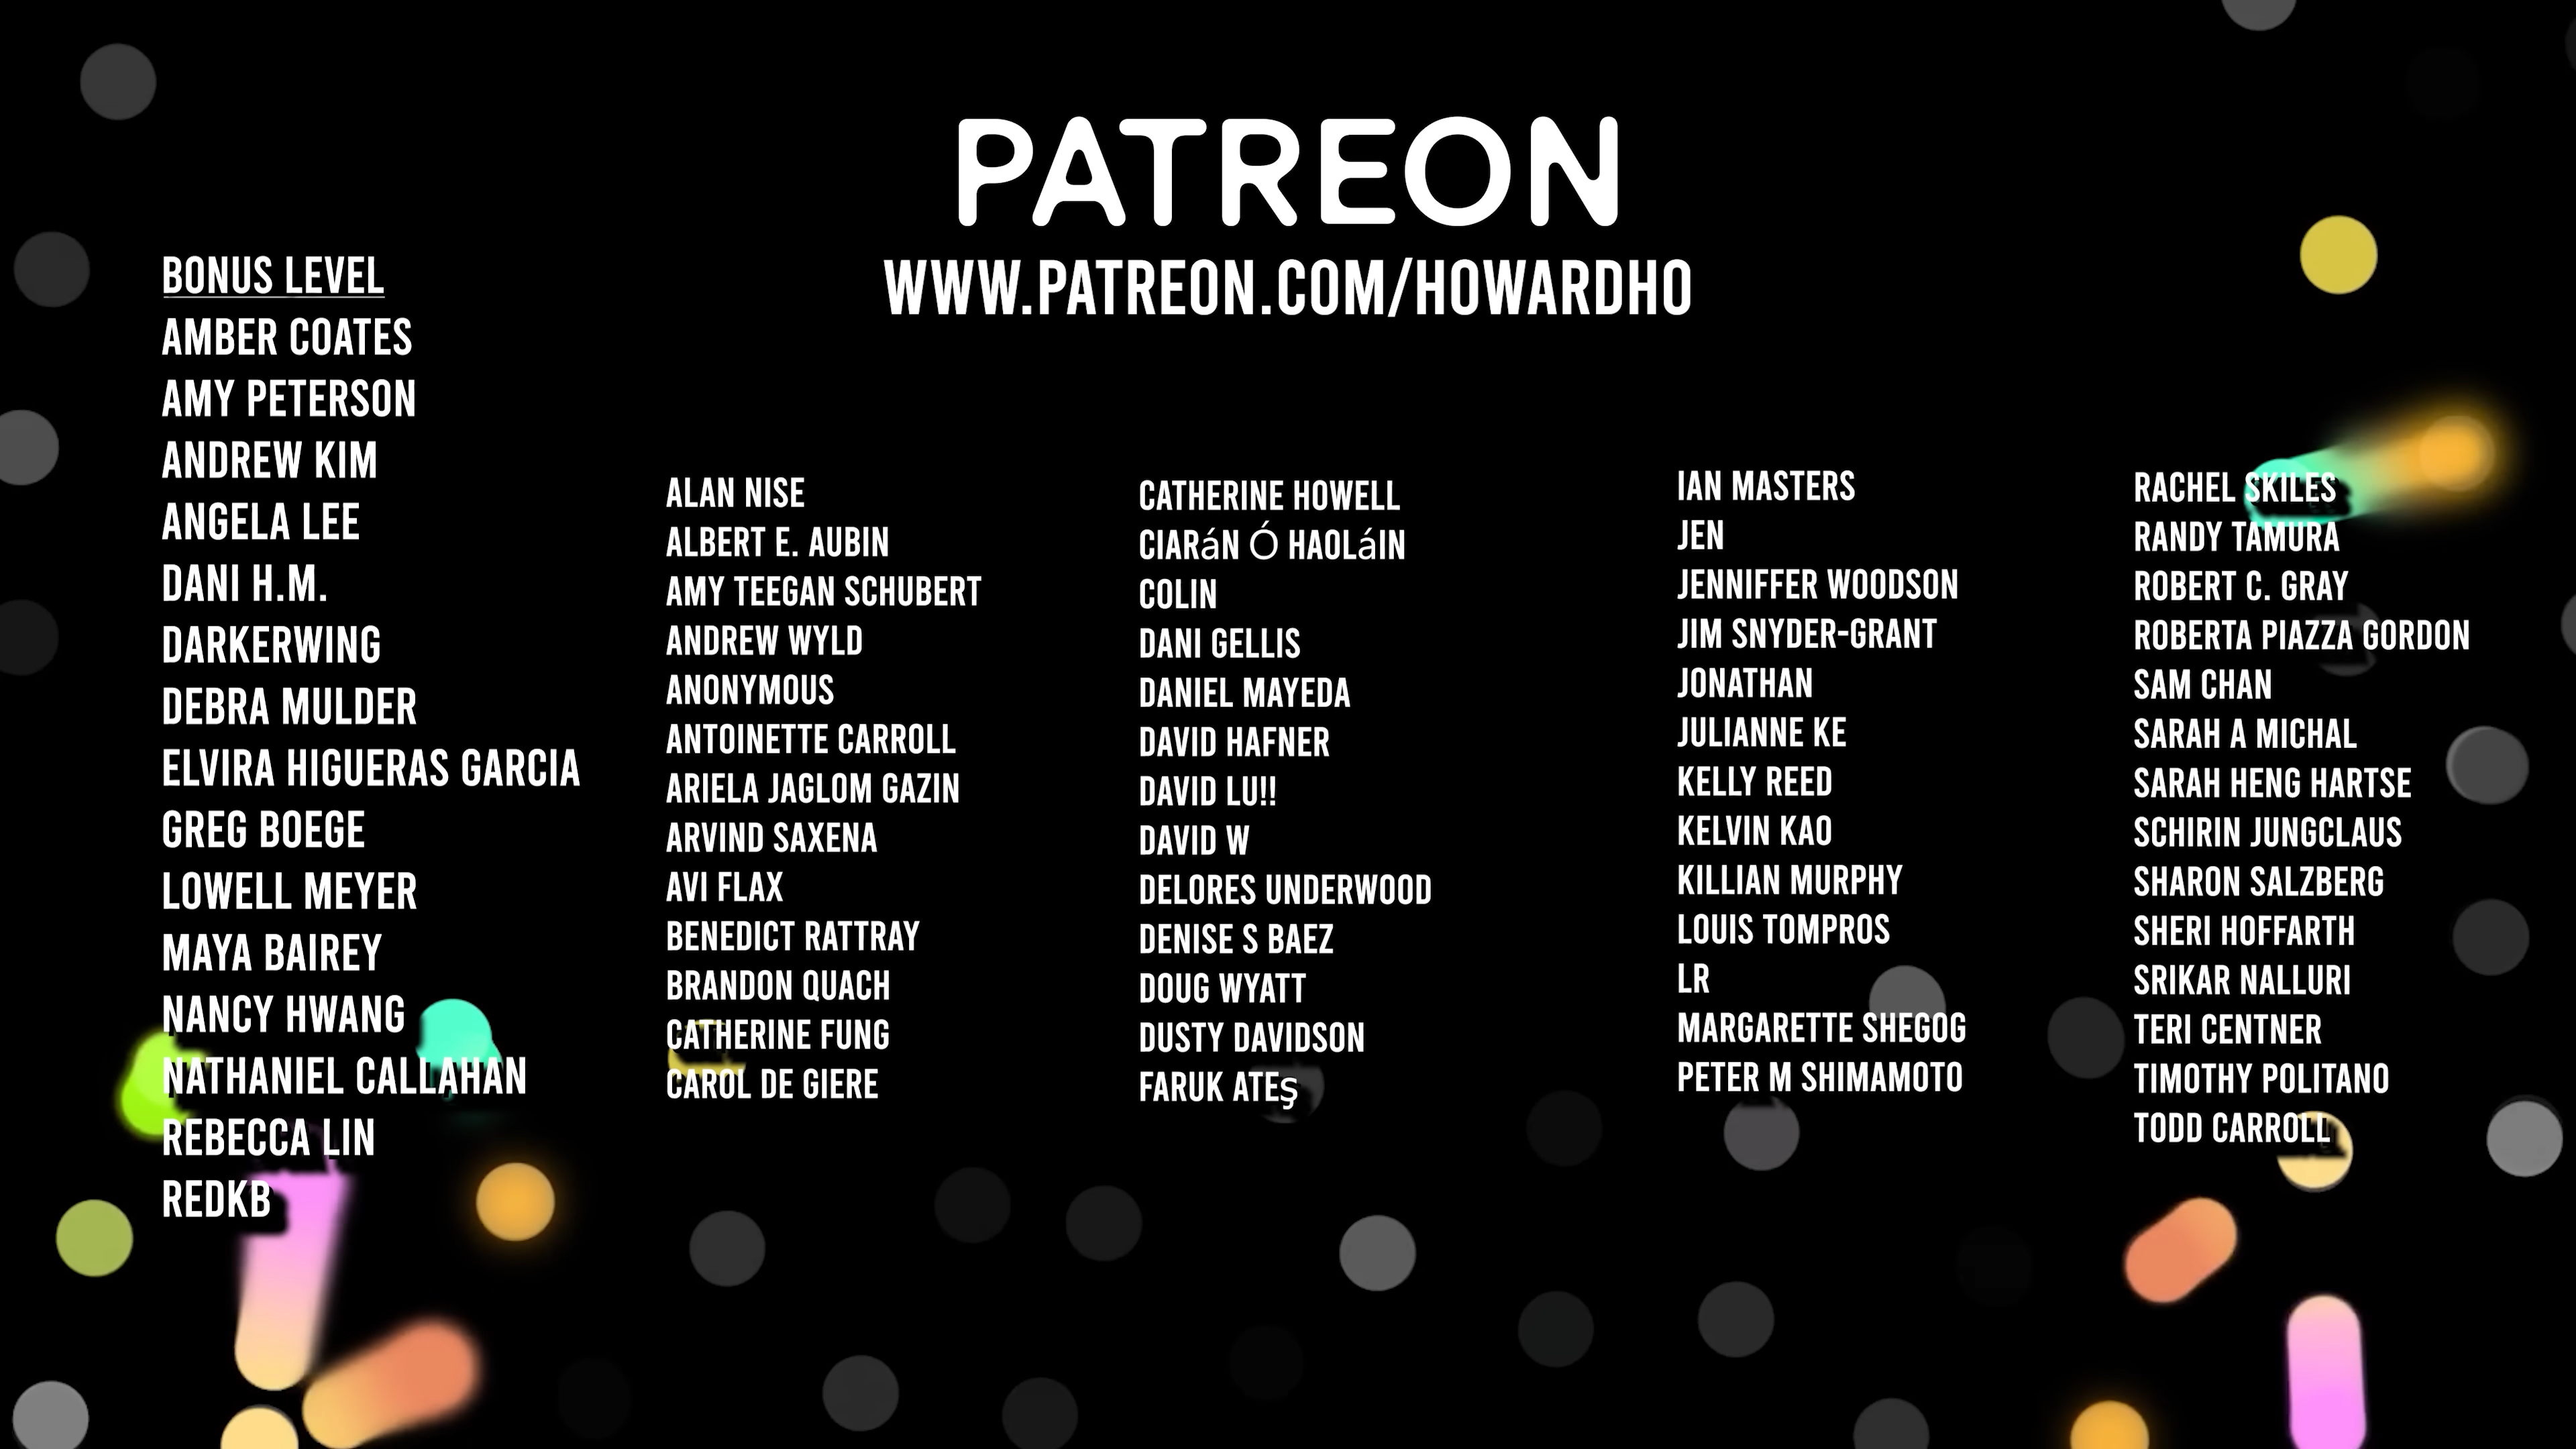 PATREON
WWW.PATREON.COM/HOWARDHO
BONUS LEVEL
AMBER COATES
AMY PETERSON
ANDREW KIM
ANGELA LEE
DANI H.M.
DARKERWING
DEBRA MULDER
ELVIRA HIGUERAS GARCIA
GREG BOEGE
LOWELL MEYER
MAYA BAIREY
NANCY HWANG
NATHANIEL CALLAHAN
REBECCA LIN
REDKB
ALAN NISE
ALBERT E. AUBIN
AMY TEEGAN SCHUBERT
ANDREW WYLD
ANONYMOUS
ANTOINETTE CARROLL
ARIELA JAGLOM GAZIN
ARVIND SAXENA
AVI FLAX
BENEDICT RATTRAY
BRANDON QUACH
CATHERINE FUNG
CAROL DE GIERE
CATHERINE HOWELL
CIARáN Ó HAOLáIN
COLIN
DANI GELLIS
DANIEL MAYEDA
DAVID HAFNER
DAVID LU!!
DAVID W
DELORES UNDERWOOD
DENISE S BAEZ
DOUG WYATT
DUSTY DAVIDSON
FARUK ATEş
IAN MASTERS
JEN
JENNIFFER WOODSON
JIM SNYDER-GRANT
JONATHAN
JULIANNE KE
KELLY REED
KELVIN KAO
KILLIAN MURPHY
LOUIS TOMPROS
LR
MARGARETTE SHEGOG
PETER M SHIMAMOTO
RACHEL SKILES
RANDY TAMURA
ROBERT C. GRAY
ROBERTA PIAZZA GORDON
SAM CHAN
SARAH A MICHAL
SARAH HENG HARTSE
SCHIRIN JUNGCLAUS
SHARON SALZBERG
SHERI HOFFARTH
SRIKAR NALLURI
TERI CENTNER
TIMOTHY POLITANO
TODD CARROLL